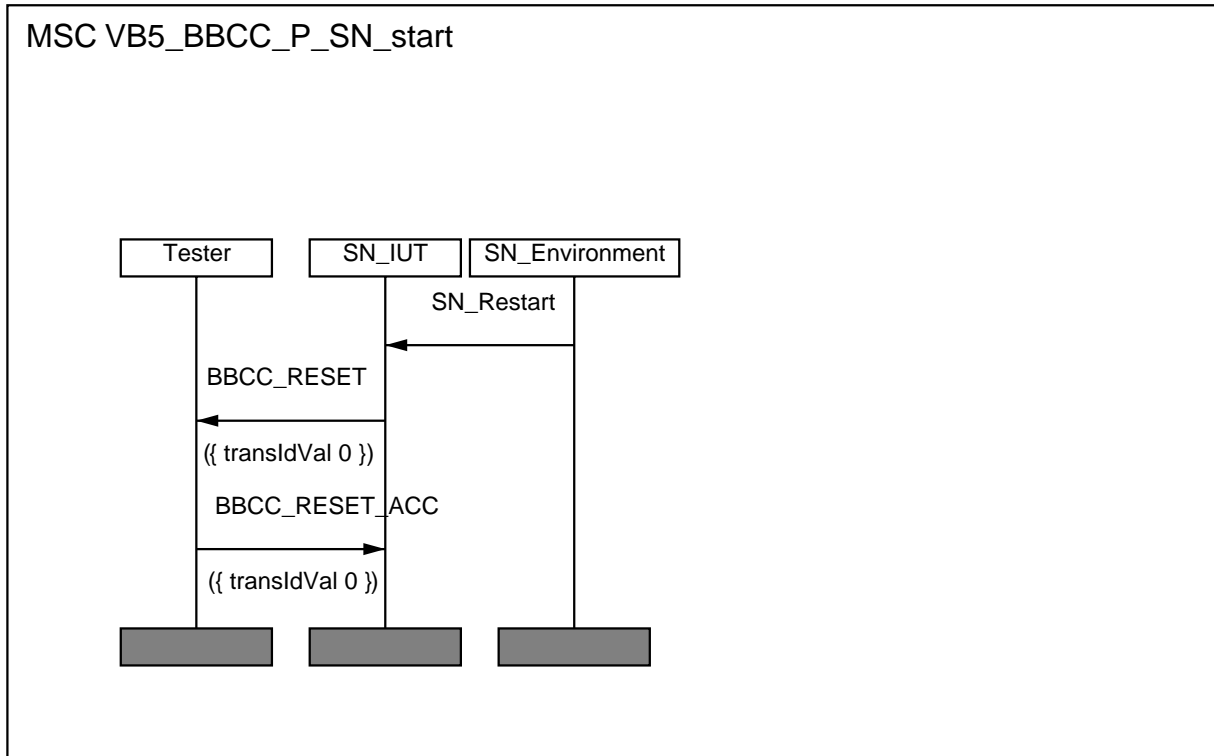 MSC VB5_BBCC_P_SN_start
Tester
SN_IUT
SN_Environment
SN_Restart
BBCC_RESET
({ transIdVal 0 })
BBCC_RESET_ACC
({ transIdVal 0 })